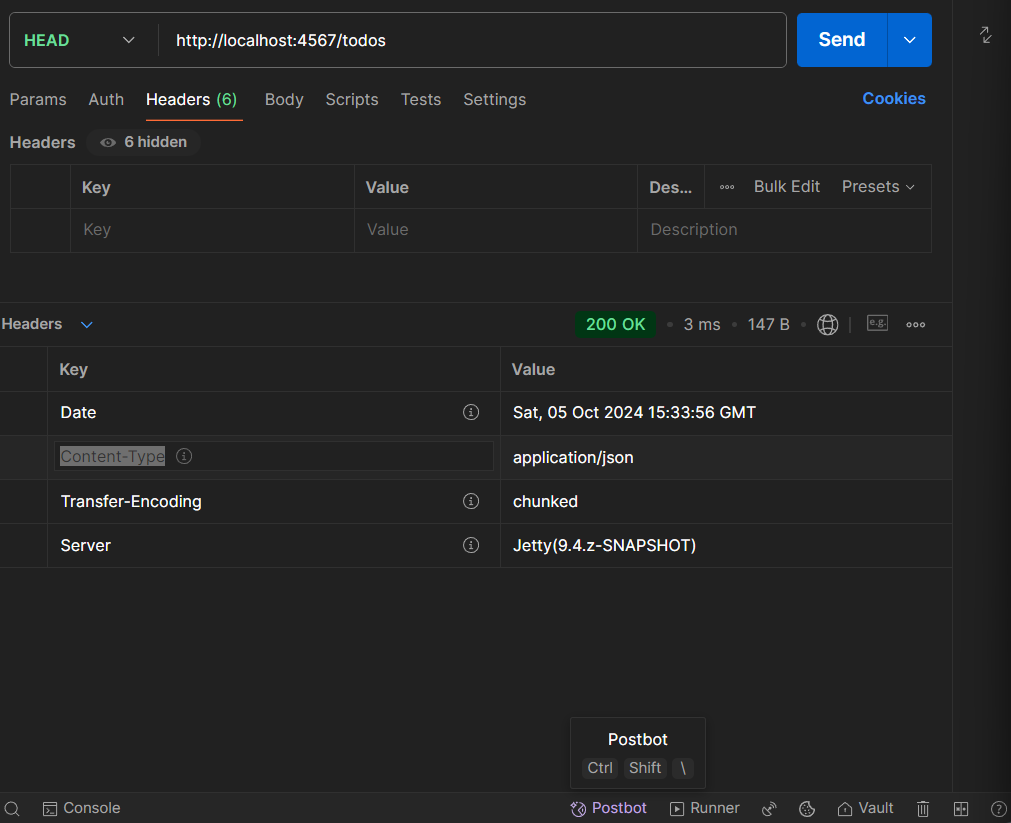 HEAD http://localhost:4567/todos Send
Params Auth Headers (6) Body Scripts Tests Settings Cookies
Headers 6 hidden
Key Value Des... Bulk Edit Presets
Key Value Description
Headers 200 OK 3 ms 147 B e.g.
Key Value
Date Sat, 05 Oct 2024 15:33:56 GMT
Content-Type application/json
Transfer-Encoding chunked
Server Jetty(9.4.z-SNAPSHOT)
Postbot
Ctrl Shift \
Console Postbot Runner Vault